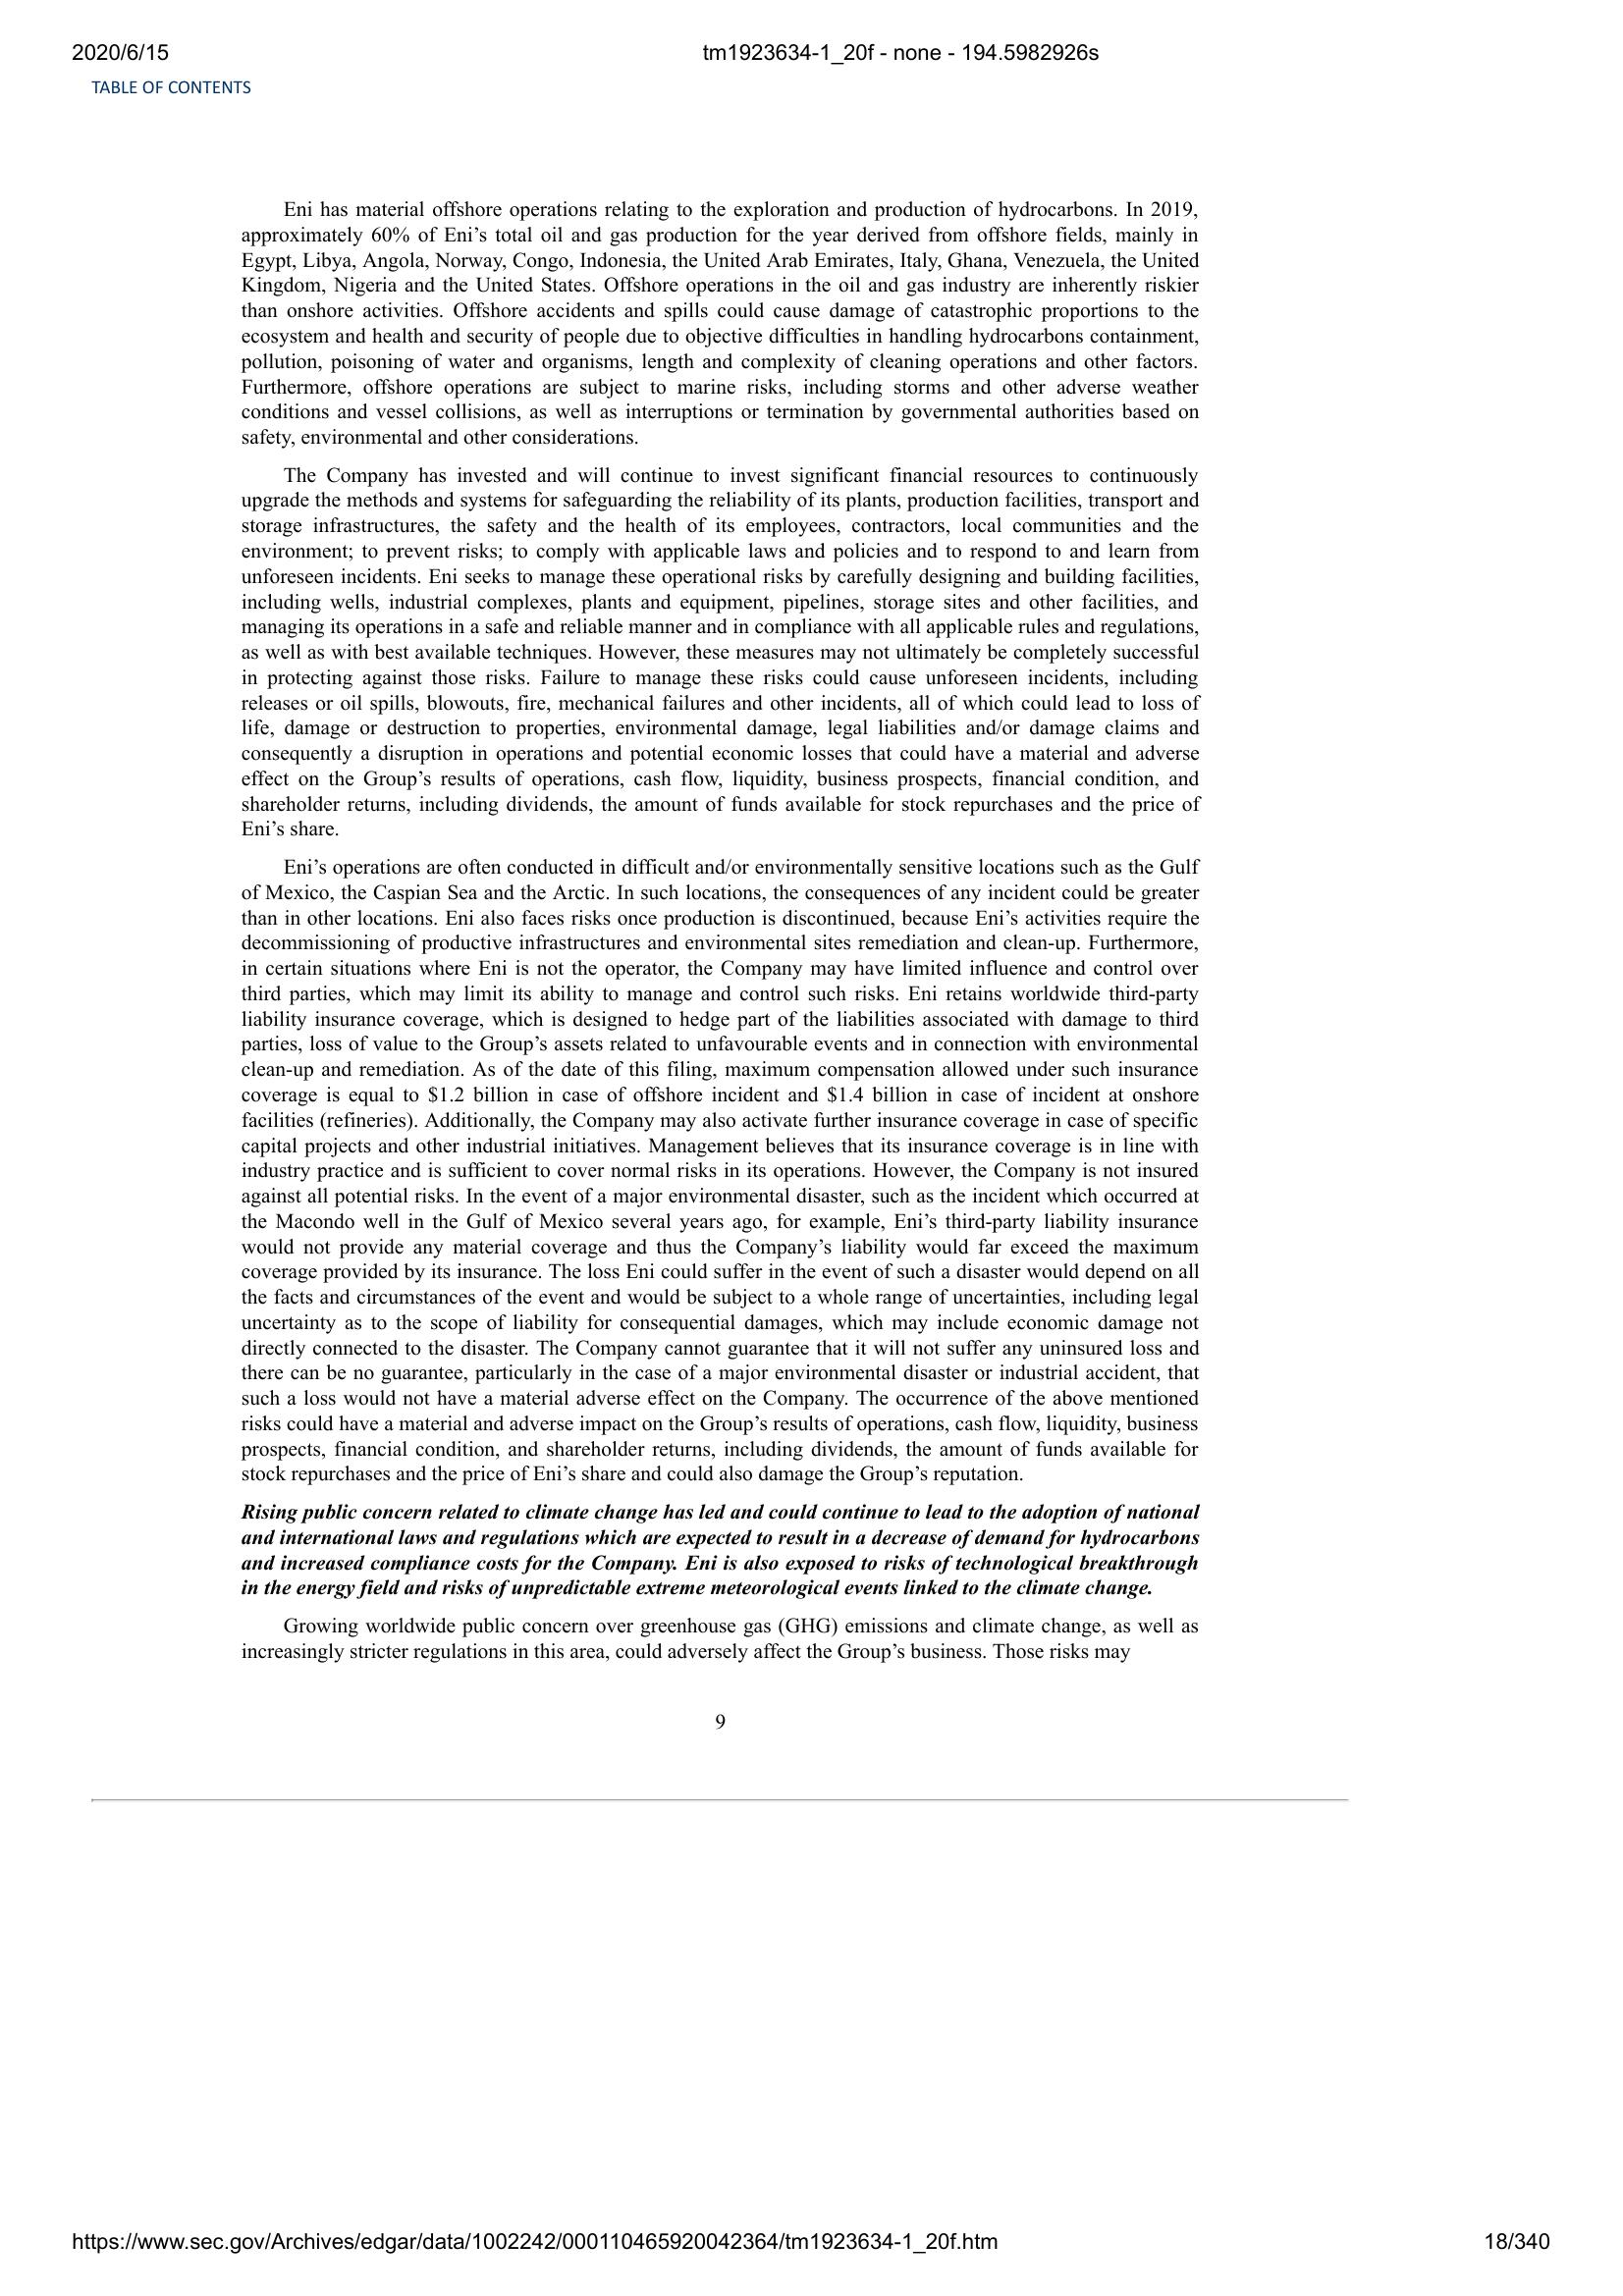 2020/6/15 tm1923634-1_20f - none - 194.5982926s
TABLE OF CONTENTS
Eni has material offshore operations relating to the exploration and production of hydrocarbons. In 2019,
approximately 60% of Eni’s total oil and gas production for the year derived from offshore fields, mainly in
Egypt, Libya, Angola, Norway, Congo, Indonesia, the United Arab Emirates, Italy, Ghana, Venezuela, the United
Kingdom, Nigeria and the United States. Offshore operations in the oil and gas industry are inherently riskier
than onshore activities. Offshore accidents and spills could cause damage of catastrophic proportions to the
ecosystem and health and security of people due to objective difficulties in handling hydrocarbons containment,
pollution, poisoning of water and organisms, length and complexity of cleaning operations and other factors.
Furthermore, offshore operations are subject to marine risks, including storms and other adverse weather
conditions and vessel collisions, as well as interruptions or termination by governmental authorities based on
safety, environmental and other considerations.
The Company has invested and will continue to invest significant financial resources to continuously
upgrade the methods and systems for safeguarding the reliability of its plants, production facilities, transport and
storage infrastructures, the safety and the health of its employees, contractors, local communities and the
environment; to prevent risks; to comply with applicable laws and policies and to respond to and learn from
unforeseen incidents. Eni seeks to manage these operational risks by carefully designing and building facilities,
including wells, industrial complexes, plants and equipment, pipelines, storage sites and other facilities, and
managing its operations in a safe and reliable manner and in compliance with all applicable rules and regulations,
as well as with best available techniques. However, these measures may not ultimately be completely successful
in protecting against those risks. Failure to manage these risks could cause unforeseen incidents, including
releases or oil spills, blowouts, fire, mechanical failures and other incidents, all of which could lead to loss of
life, damage or destruction to properties, environmental damage, legal liabilities and/or damage claims and
consequently a disruption in operations and potential economic losses that could have a material and adverse
effect on the Group’s results of operations, cash flow, liquidity, business prospects, financial condition, and
shareholder returns, including dividends, the amount of funds available for stock repurchases and the price of
Eni’s share.
Eni’s operations are often conducted in difficult and/or environmentally sensitive locations such as the Gulf
of Mexico, the Caspian Sea and the Arctic. In such locations, the consequences of any incident could be greater
than in other locations. Eni also faces risks once production is discontinued, because Eni’s activities require the
decommissioning of productive infrastructures and environmental sites remediation and clean-up. Furthermore,
in certain situations where Eni is not the operator, the Company may have limited influence and control over
third parties, which may limit its ability to manage and control such risks. Eni retains worldwide third-party
liability insurance coverage, which is designed to hedge part of the liabilities associated with damage to third
parties, loss of value to the Group’s assets related to unfavourable events and in connection with environmental
clean-up and remediation. As of the date of this filing, maximum compensation allowed under such insurance
coverage is equal to $1.2 billion in case of offshore incident and $1.4 billion in case of incident at onshore
facilities (refineries). Additionally, the Company may also activate further insurance coverage in case of specific
capital projects and other industrial initiatives. Management believes that its insurance coverage is in line with
industry practice and is sufficient to cover normal risks in its operations. However, the Company is not insured
against all potential risks. In the event of a major environmental disaster, such as the incident which occurred at
the Macondo well in the Gulf of Mexico several years ago, for example, Eni’s third-party liability insurance
would not provide any material coverage and thus the Company’s liability would far exceed the maximum
coverage provided by its insurance. The loss Eni could suffer in the event of such a disaster would depend on all
the facts and circumstances of the event and would be subject to a whole range of uncertainties, including legal
uncertainty as to the scope of liability for consequential damages, which may include economic damage not
directly connected to the disaster. The Company cannot guarantee that it will not suffer any uninsured loss and
there can be no guarantee, particularly in the case of a major environmental disaster or industrial accident, that
such a loss would not have a material adverse effect on the Company. The occurrence of the above mentioned
risks could have a material and adverse impact on the Group’s results of operations, cash flow, liquidity, business
prospects, financial condition, and shareholder returns, including dividends, the amount of funds available for
stock repurchases and the price of Eni’s share and could also damage the Group’s reputation.
Rising public concern related to climate change has led and could continue to lead to the adoption of national
and international laws and regulations which are expected to result in a decrease of demand for hydrocarbons
and increased compliance costs for the Company. Eni is also exposed to risks of technological breakthrough
in the energy field and risks of unpredictable extreme meteorological events linked to the climate change.
Growing worldwide public concern over greenhouse gas (GHG) emissions and climate change, as well as
increasingly stricter regulations in this area, could adversely affect the Group’s business. Those risks may
9
https://www.sec.gov/Archives/edgar/data/1002242/000110465920042364/tm1923634-1_20f.htm 18/340